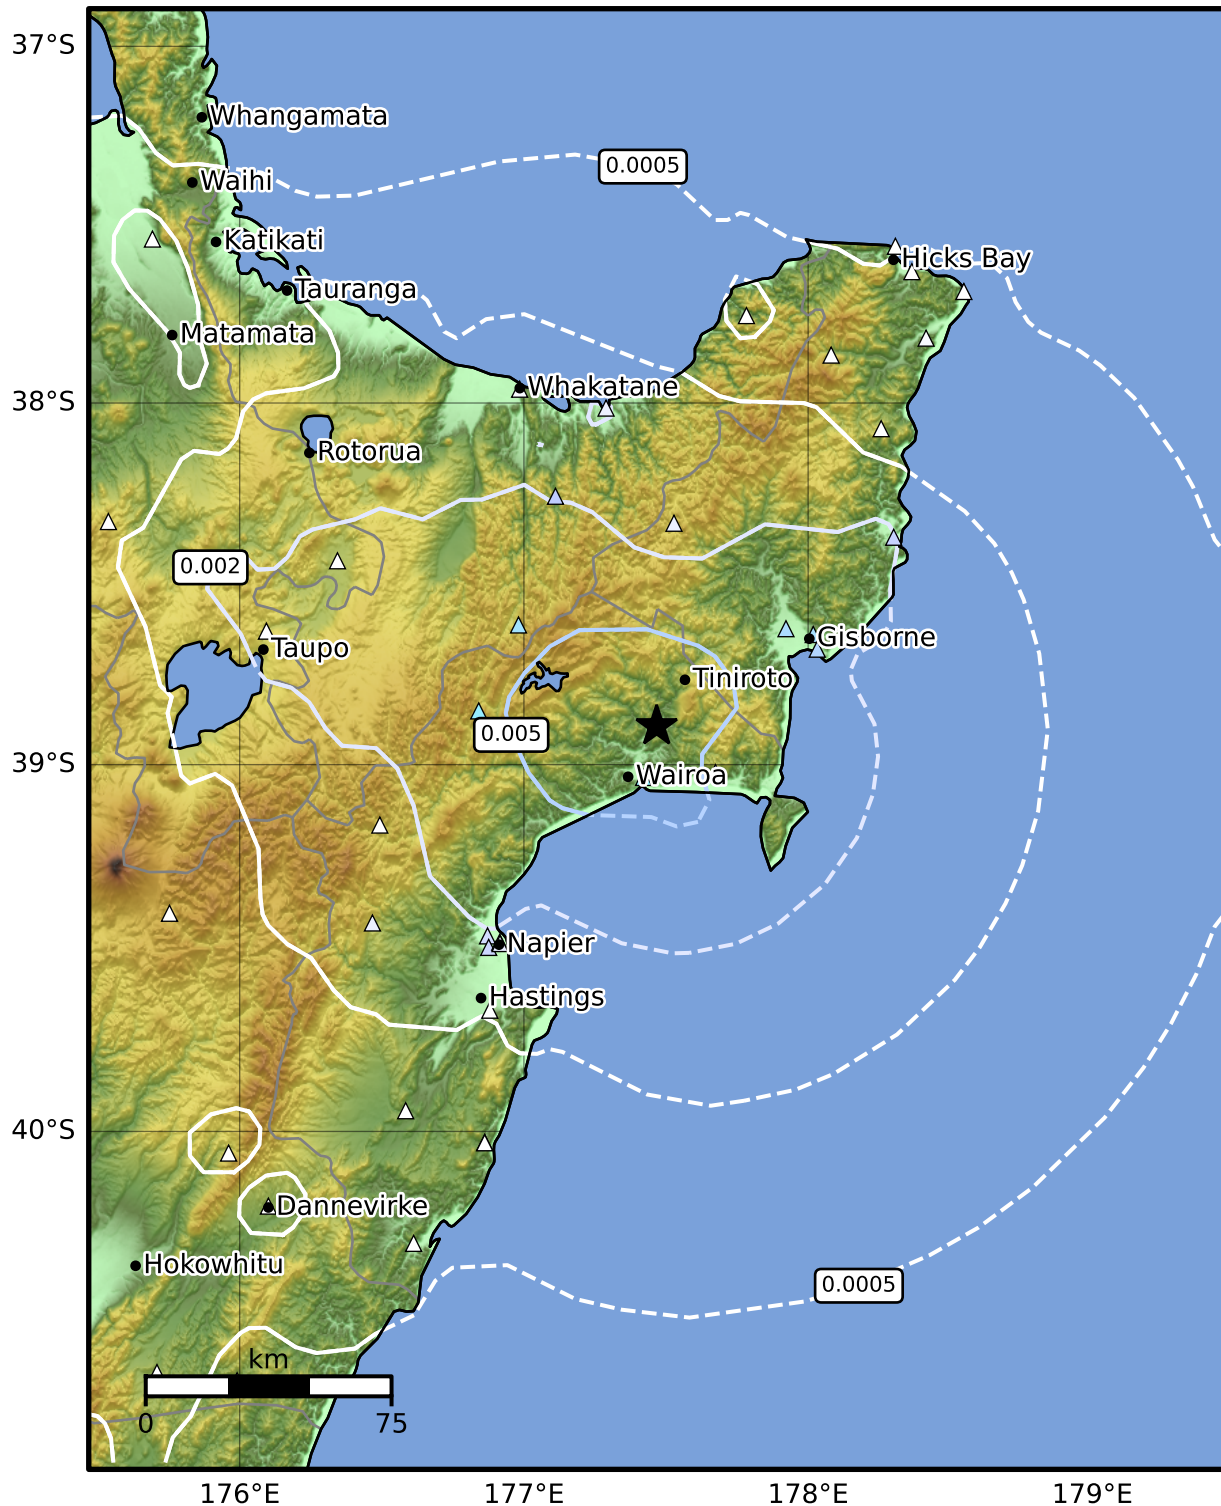 37°S
Whangamata
0.0005
Waihi
Katikati
Hicks Bay
Tauranga
Matamata
38°S
Whakatane
Rotorua
0.002
Gisborne
Taupo
Tiniroto
0.005
39°S
Wairoa
Napier
Hastings
40°S
Dannevirke
Hokowhitu
0.0005
km
0
75
176°E
177°E
178°E
179°E